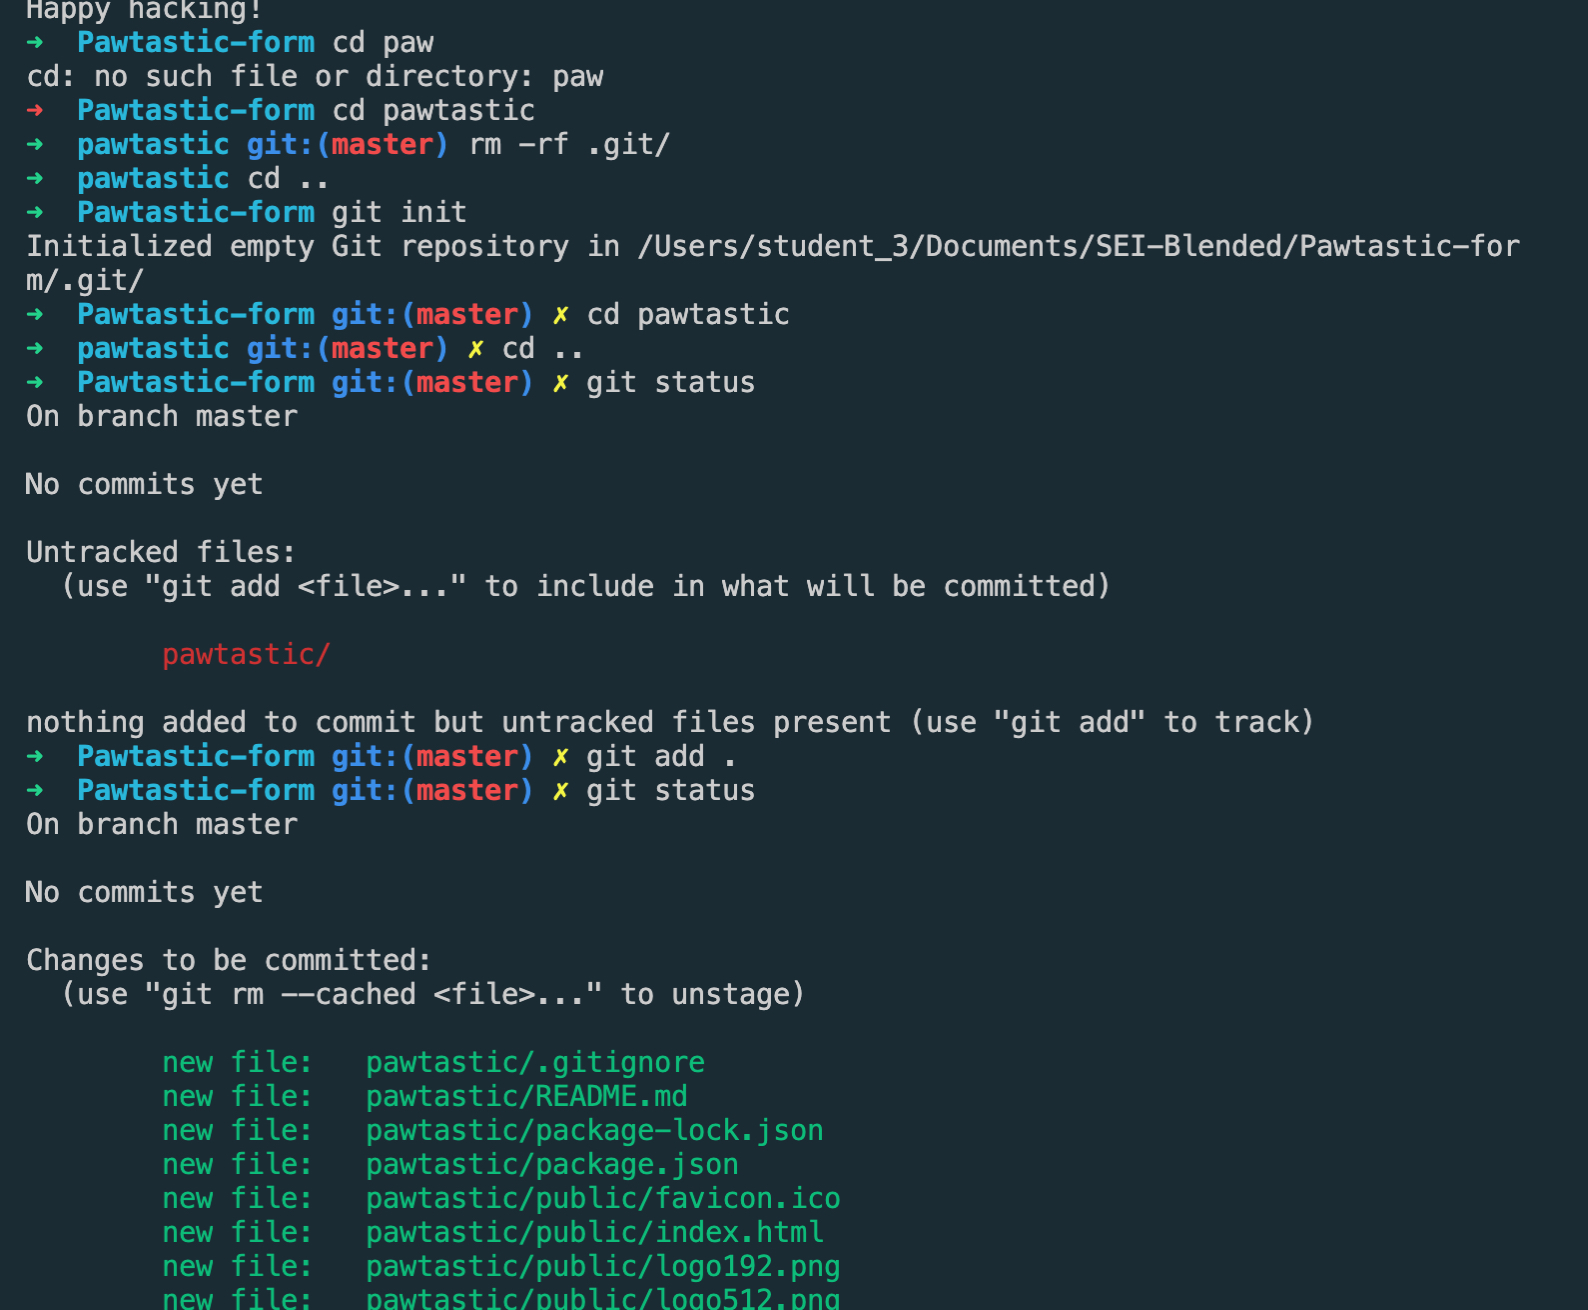 Happy hacking!
➜  Pawtastic-form cd paw
cd: no such file or directory: paw
➜  Pawtastic-form cd pawtastic
➜  pawtastic git:(master) rm -rf .git/
➜  pawtastic cd ..
➜  Pawtastic-form git init
Initialized empty Git repository in /Users/student_3/Documents/SEI-Blended/Pawtastic-for
m/.git/
➜  Pawtastic-form git:(master) ✗ cd pawtastic
➜  pawtastic git:(master) ✗ cd ..
➜  Pawtastic-form git:(master) ✗ git status
On branch master

No commits yet

Untracked files:
  (use "git add <file>..." to include in what will be committed)

        pawtastic/

nothing added to commit but untracked files present (use "git add" to track)
➜  Pawtastic-form git:(master) ✗ git add .
➜  Pawtastic-form git:(master) ✗ git status
On branch master

No commits yet

Changes to be committed:
  (use "git rm --cached <file>..." to unstage)

        new file:   pawtastic/.gitignore
        new file:   pawtastic/README.md
        new file:   pawtastic/package-lock.json
        new file:   pawtastic/package.json
        new file:   pawtastic/public/favicon.ico
        new file:   pawtastic/public/index.html
        new file:   pawtastic/public/logo192.png
        new file:   pawtastic/public/logo512.png